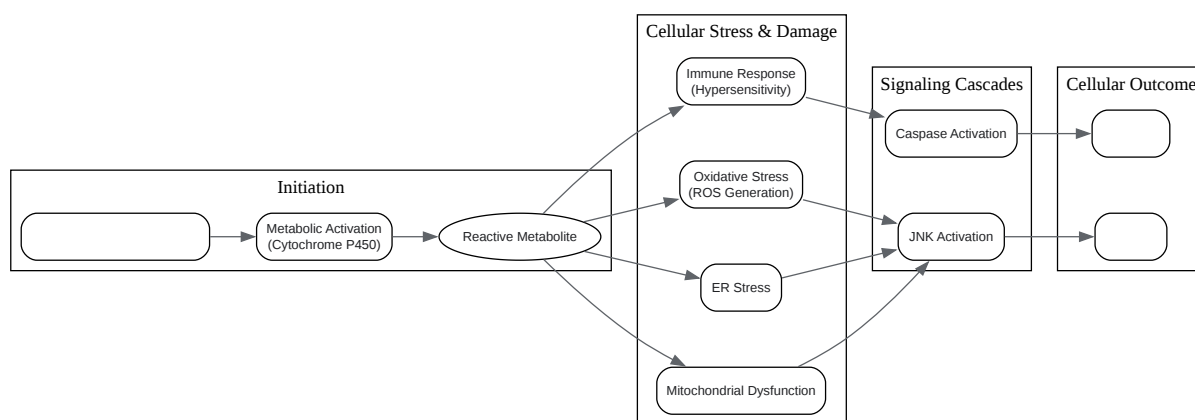 Initiation
Metabolic Activation
(Cytochrome P450)
Reactive Metabolite
Cellular Stress & Damage
Immune Response
(Hypersensitivity)
Oxidative Stress
(ROS Generation)
ER Stress
Mitochondrial Dysfunction
Signaling Cascades
Caspase Activation
JNK Activation
Cellular Outcome